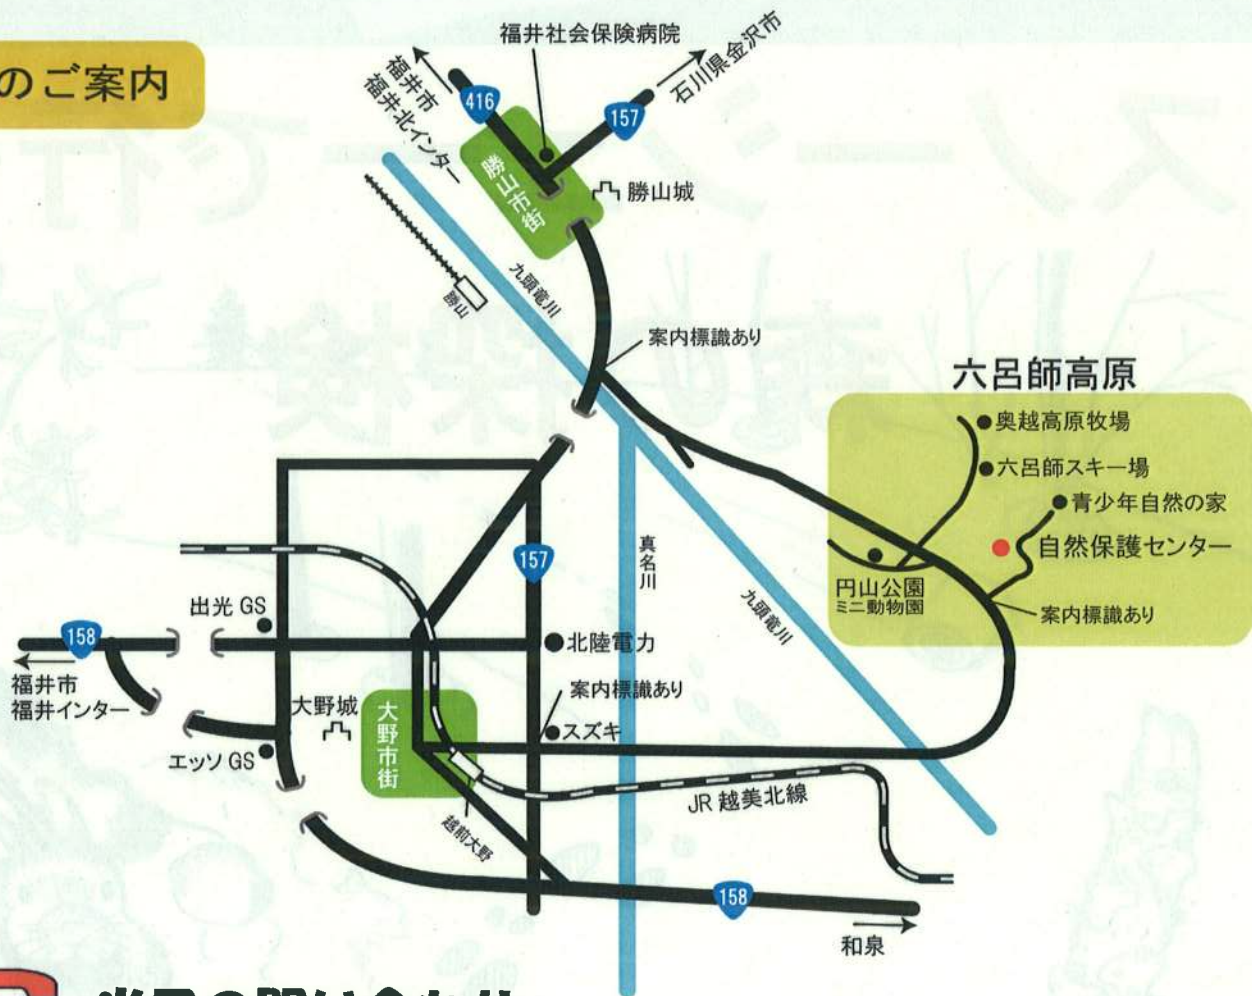 のご案内
福井社会保険病院
石川県金沢市
福井市
福井北インター
416
157
勝山市街
勝山城
九頭竜川
勝山
案内標識あり
六呂師高原
奥越高原牧場
六呂師スキー場
青少年自然の家
自然保護センター
円山公園
ミニ動物園
案内標識あり
157
真名川
九頭竜川
出光 GS
158
北陸電力
福井市
福井インター
案内標識あり
大野城
大野市街
スズキ
エッソ GS
JR 越美北線
越前大野
158
和泉